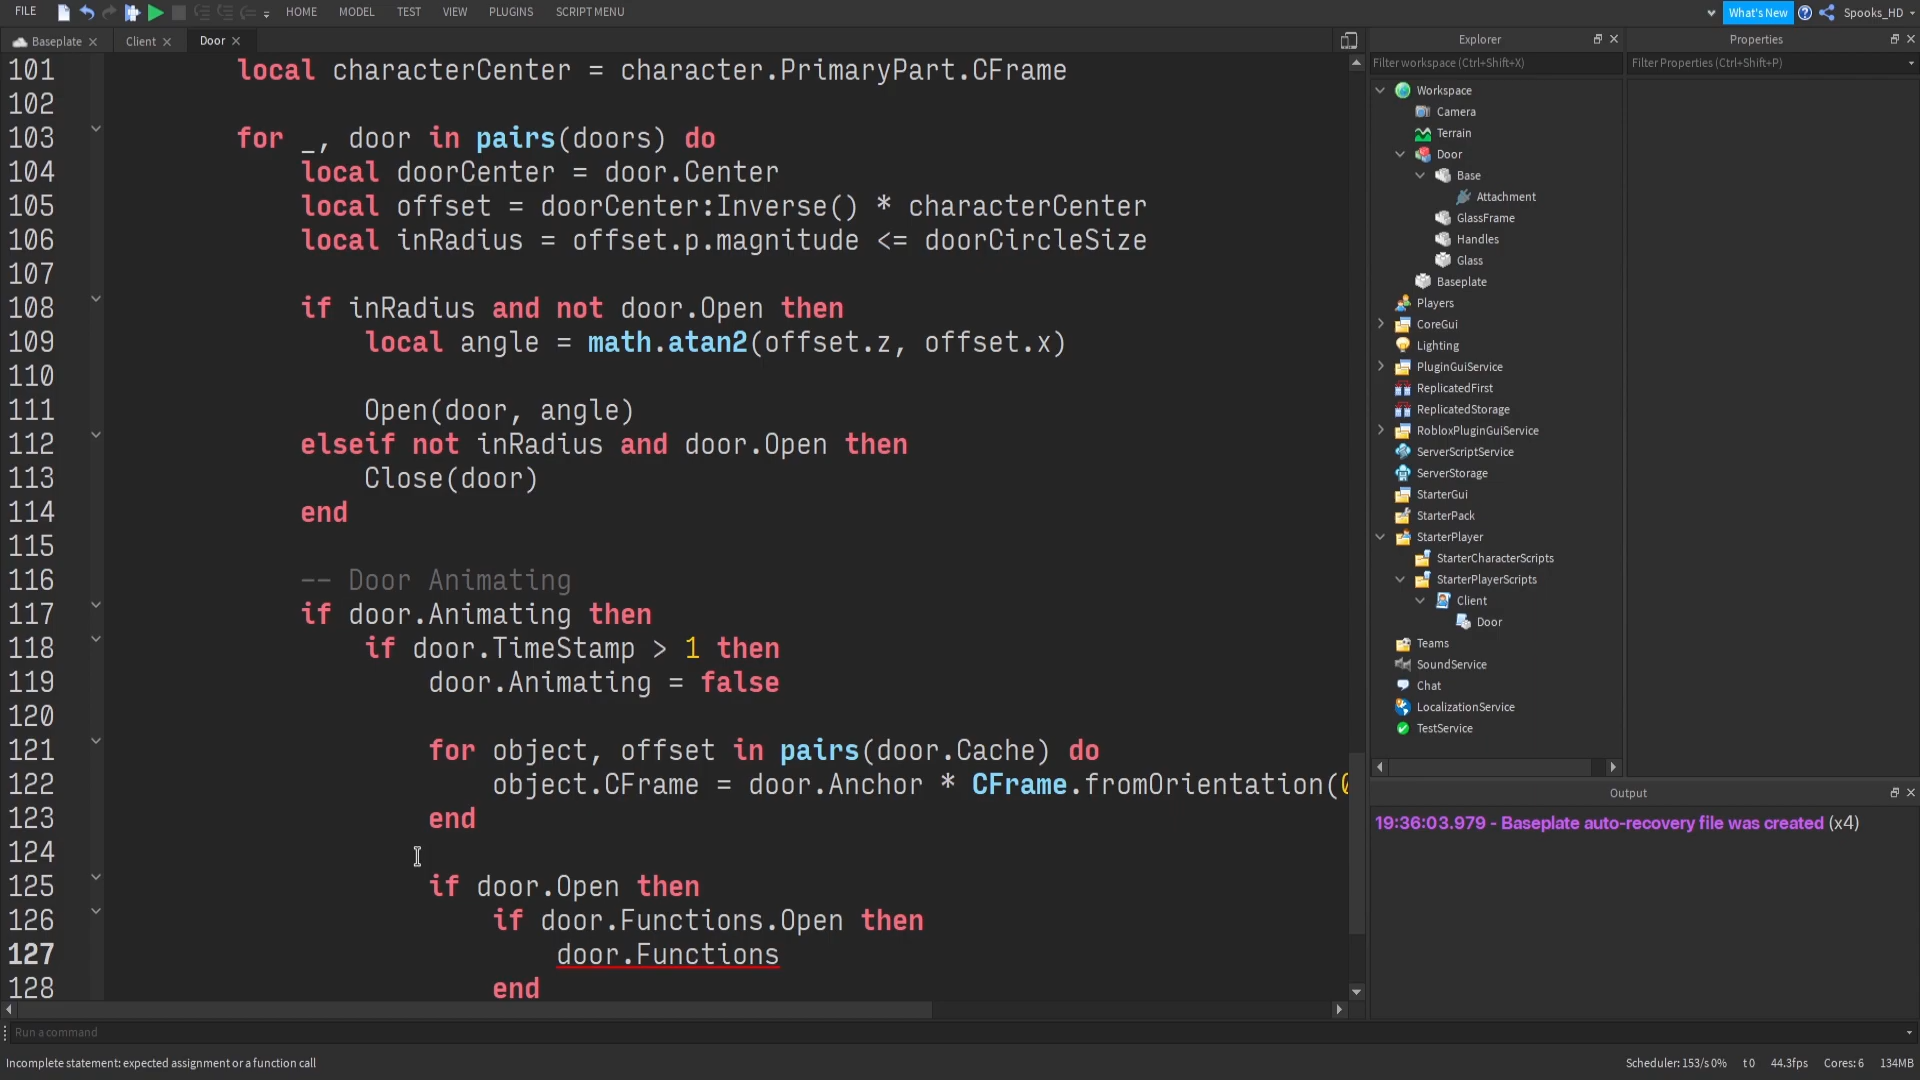 FILE HOME MODEL TEST VIEW PLUGINS SCRIPT MENU What's New Spooks_HD
Baseplate Client Door
101 local characterCenter = character.PrimaryPart.CFrame
102
103 for _, door in pairs(doors) do
104 local doorCenter = door.Center
105 local offset = doorCenter:Inverse() * characterCenter
106 local inRadius = offset.p.magnitude <= doorCircleSize
107
108 if inRadius and not door.Open then
109 local angle = math.atan2(offset.z, offset.x)
110
111 Open(door, angle)
112 elseif not inRadius and door.Open then
113 Close(door)
114 end
115
116 -- Door Animating
117 if door.Animating then
118 if door.TimeStamp > 1 then
119 door.Animating = false
120
121 for object, offset in pairs(door.Cache) do
122 object.CFrame = door.Anchor * CFrame.fromOrientation(0
123 end
124
125 if door.Open then
126 if door.Functions.Open then
127 door.Functions
128 end
Run a command
Incomplete statement: expected assignment or a function call
Explorer
Filter workspace (Ctrl+Shift+X)
Workspace
Camera
Terrain
Door
Base
Attachment
GlassFrame
Handles
Glass
Baseplate
Players
CoreGui
Lighting
PluginGuiService
ReplicatedFirst
ReplicatedStorage
RobloxPluginGuiService
ServerScriptService
ServerStorage
StarterGui
StarterPack
StarterPlayer
StarterCharacterScripts
StarterPlayerScripts
Client
Door
Teams
SoundService
Chat
LocalizationService
TestService
Properties
Filter Properties (Ctrl+Shift+P)
Output
19:36:03.979 - Baseplate auto-recovery file was created (x4)
Scheduler: 153/s 0% t 0 44.3fps Cores: 6 134MB